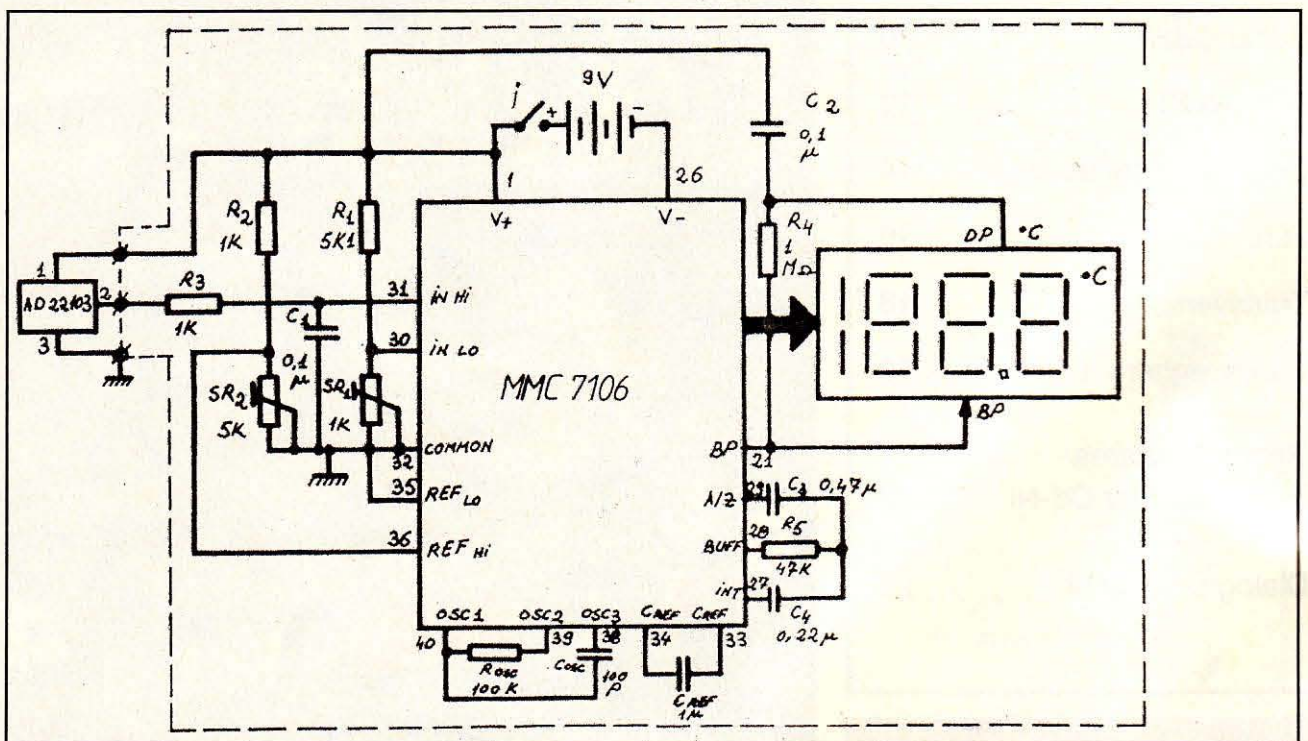 9V
j
+
-
C2
0,1
µ
1
26
V+
V-
R2
1K
R1
5K1
R4
1
MΩ
DP
°C
°C
1
AD22103
2
3
R3
1K
31
iN Hi
C1
0,1
µ
30
iN LO
MMC 7106
SR2
5K
SR1
1K
COMMON
32
35
REF LO
36
REF Hi
BP
21
BP
A/Z
29
C3
0,47µ
BUFF
28
R5
47K
iNT
27
C4
0,22µ
OSC1
OSC2
OSC3
CREF
CREF
40
39
38
34
33
Rosc
100K
Cosc
100
p
CREF
1µ